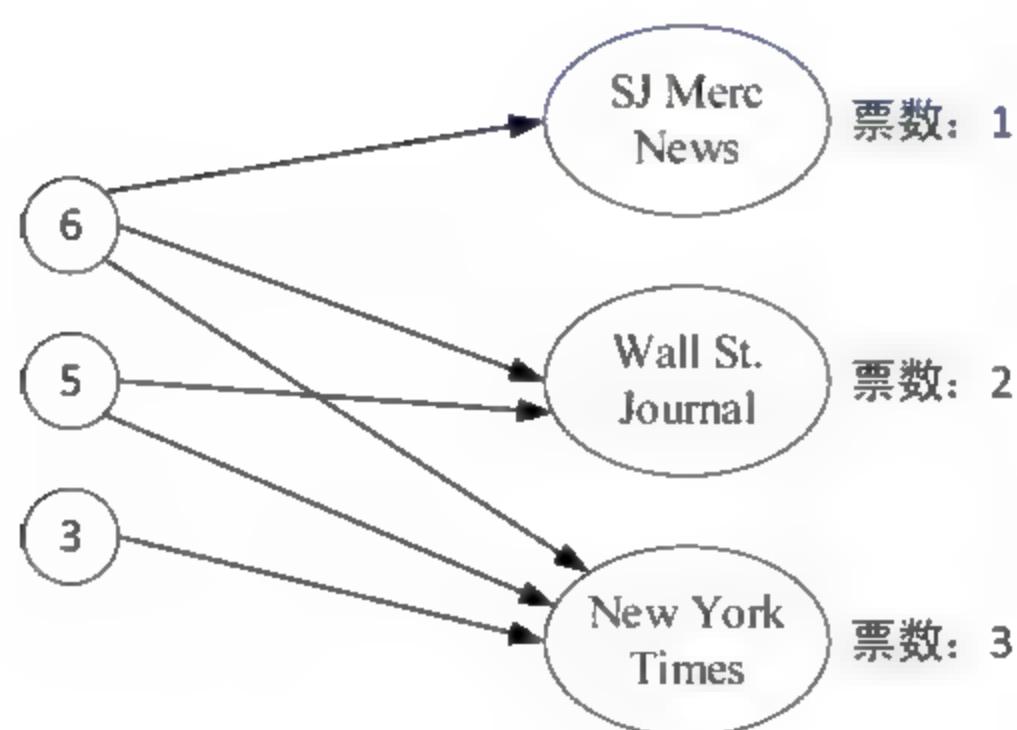 SJ Merc
News
票数：1
6
Wall St.
Journal
票数：2
5
3
New York
Times
票数：3